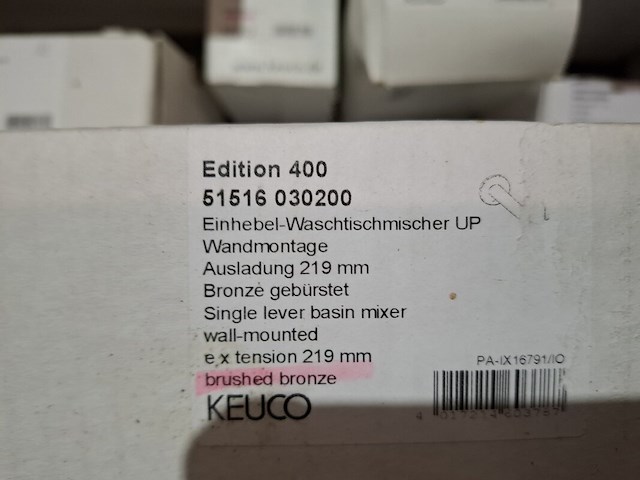 Edition 400
51516 030200
Einhebel-Waschtischmischer UP
Wandmontage
Ausladung 219 mm
Bronze gebürstet
Single lever basin mixer
wall-mounted
e x tension 219 mm
PA-IX16791/IO
brushed bronze
KEUCO